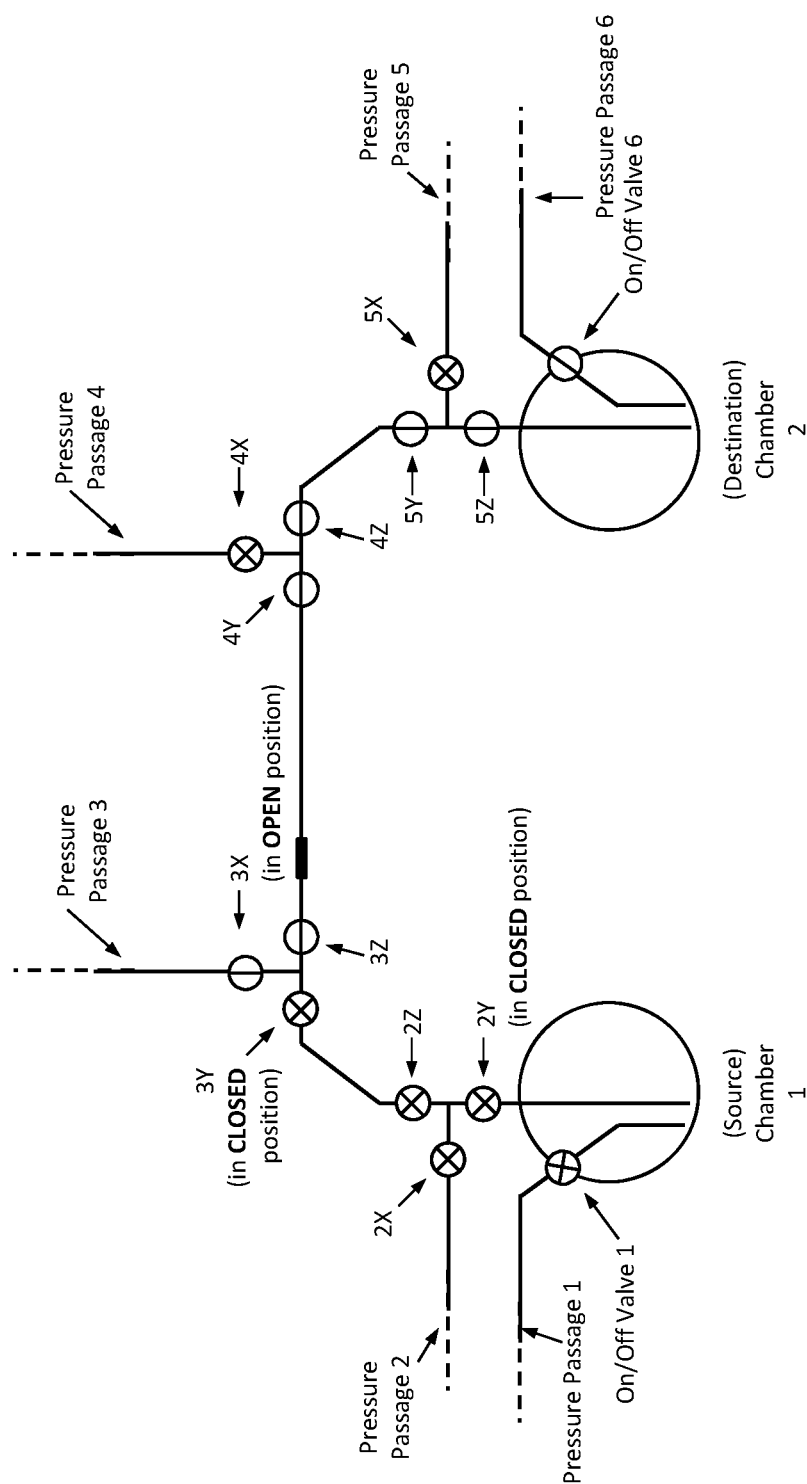 Pressure
Passage 3
Pressure
Passage 4
3X
4X
(in OPEN position)
3Y
(in CLOSED
position)
3Z
4Y
4Z
Pressure
Passage 5
5X
Pressure
Passage 2
2X
2Z
5Y
2Y
(in CLOSED position)
5Z
Pressure Passage 1
On/Off Valve 1
Pressure Passage 6
On/Off Valve 6
(Source)
Chamber
1
(Destination)
Chamber
2